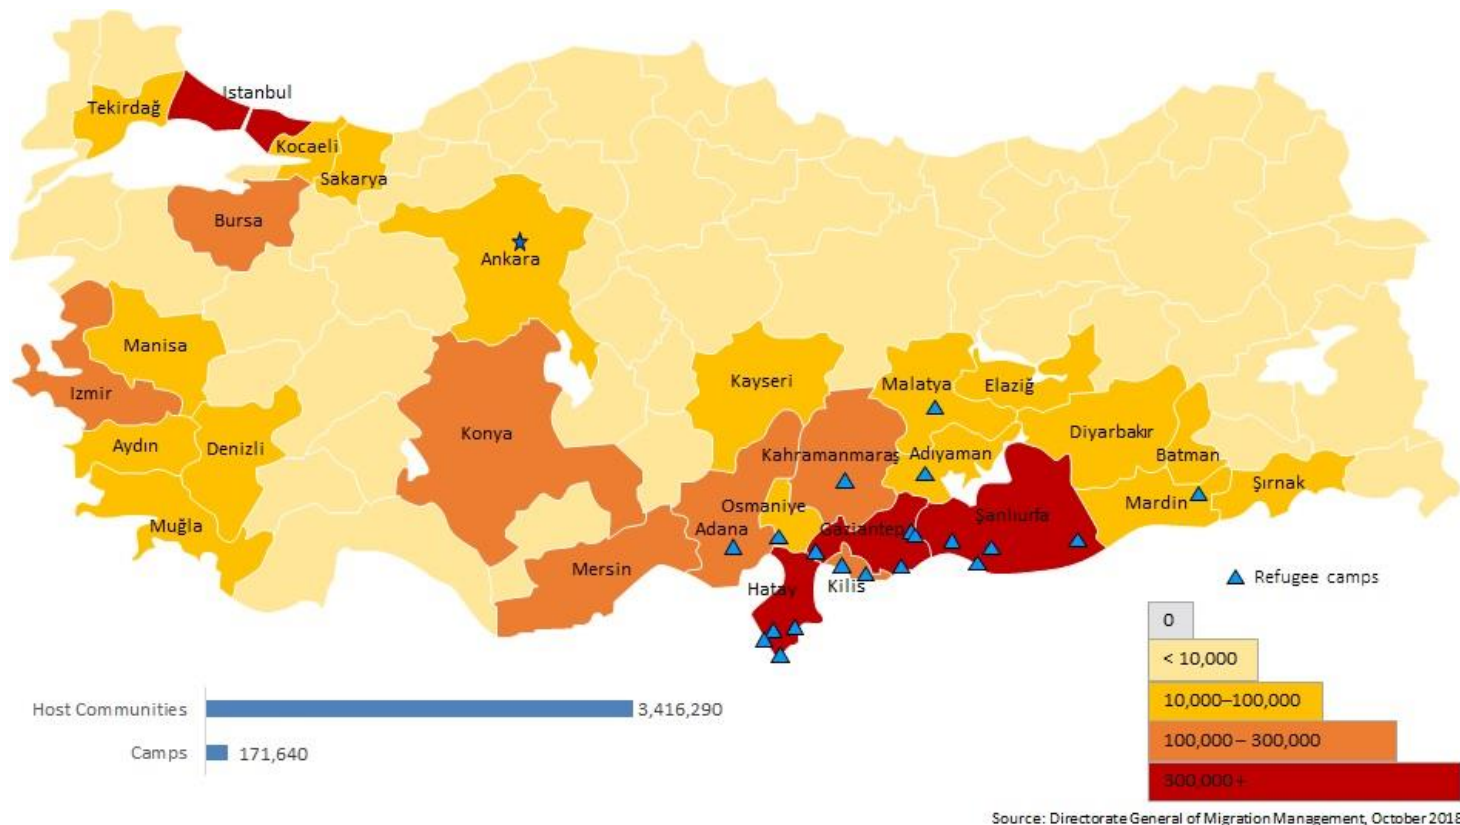 Istanbul
Tekirdağ
Kocaeli
Sakarya
Bursa
Ankara
Manisa
Izmir
Kayseri
Malatya
Elaziğ
Konya
Aydın
Denizli
Diyarbakır
Kahramanmaraş
Adıyaman
Batman
Şırnak
Mardin
Osmaniye
Muğla
Adana
Gaziantep
Şanlıurfa
Mersin
Hatay
Kilis
Refugee camps
0
< 10,000
10,000–100,000
100,000 – 300,000
300,000+
Host Communities 3,416,290
Camps 171,640
Source: Directorate General of Migration Management, October 2018